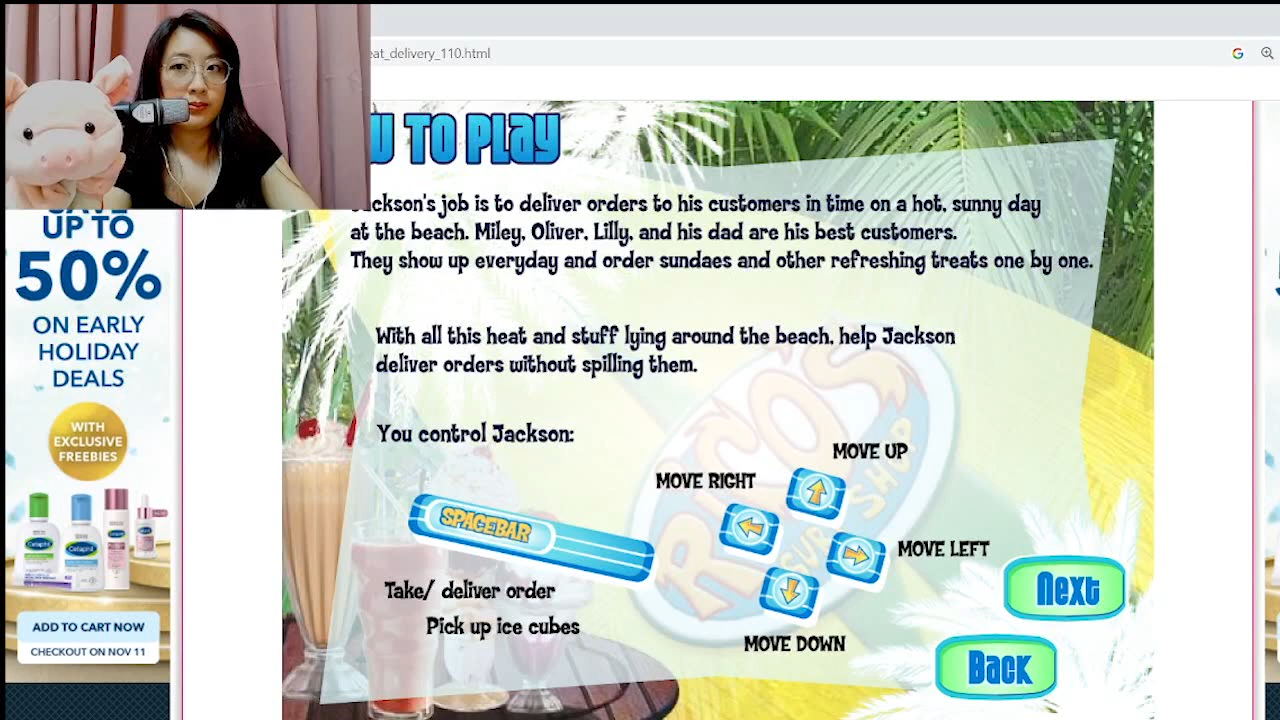 eat_delivery_110.html
TO PLAY
Jackson's job is to deliver orders to his customers in time on a hot, sunny day
at the beach. Miley, Oliver, Lilly, and his dad are his best customers.
They show up everyday and order sundaes and other refreshing treats one by one.
With all this heat and stuff lying around the beach, help Jackson
deliver orders without spilling them.
You control Jackson:
MOVE UP
MOVE RIGHT
SPACEBAR
MOVE LEFT
Take/ deliver order
Pick up ice cubes
MOVE DOWN
Next
Back
RICO'S
SHOP
UP TO
50%
ON EARLY
HOLIDAY
DEALS
WITH
EXCLUSIVE
FREEBIES
Cetaphil
Cetaphil
ADD TO CART NOW
CHECKOUT ON NOV 11